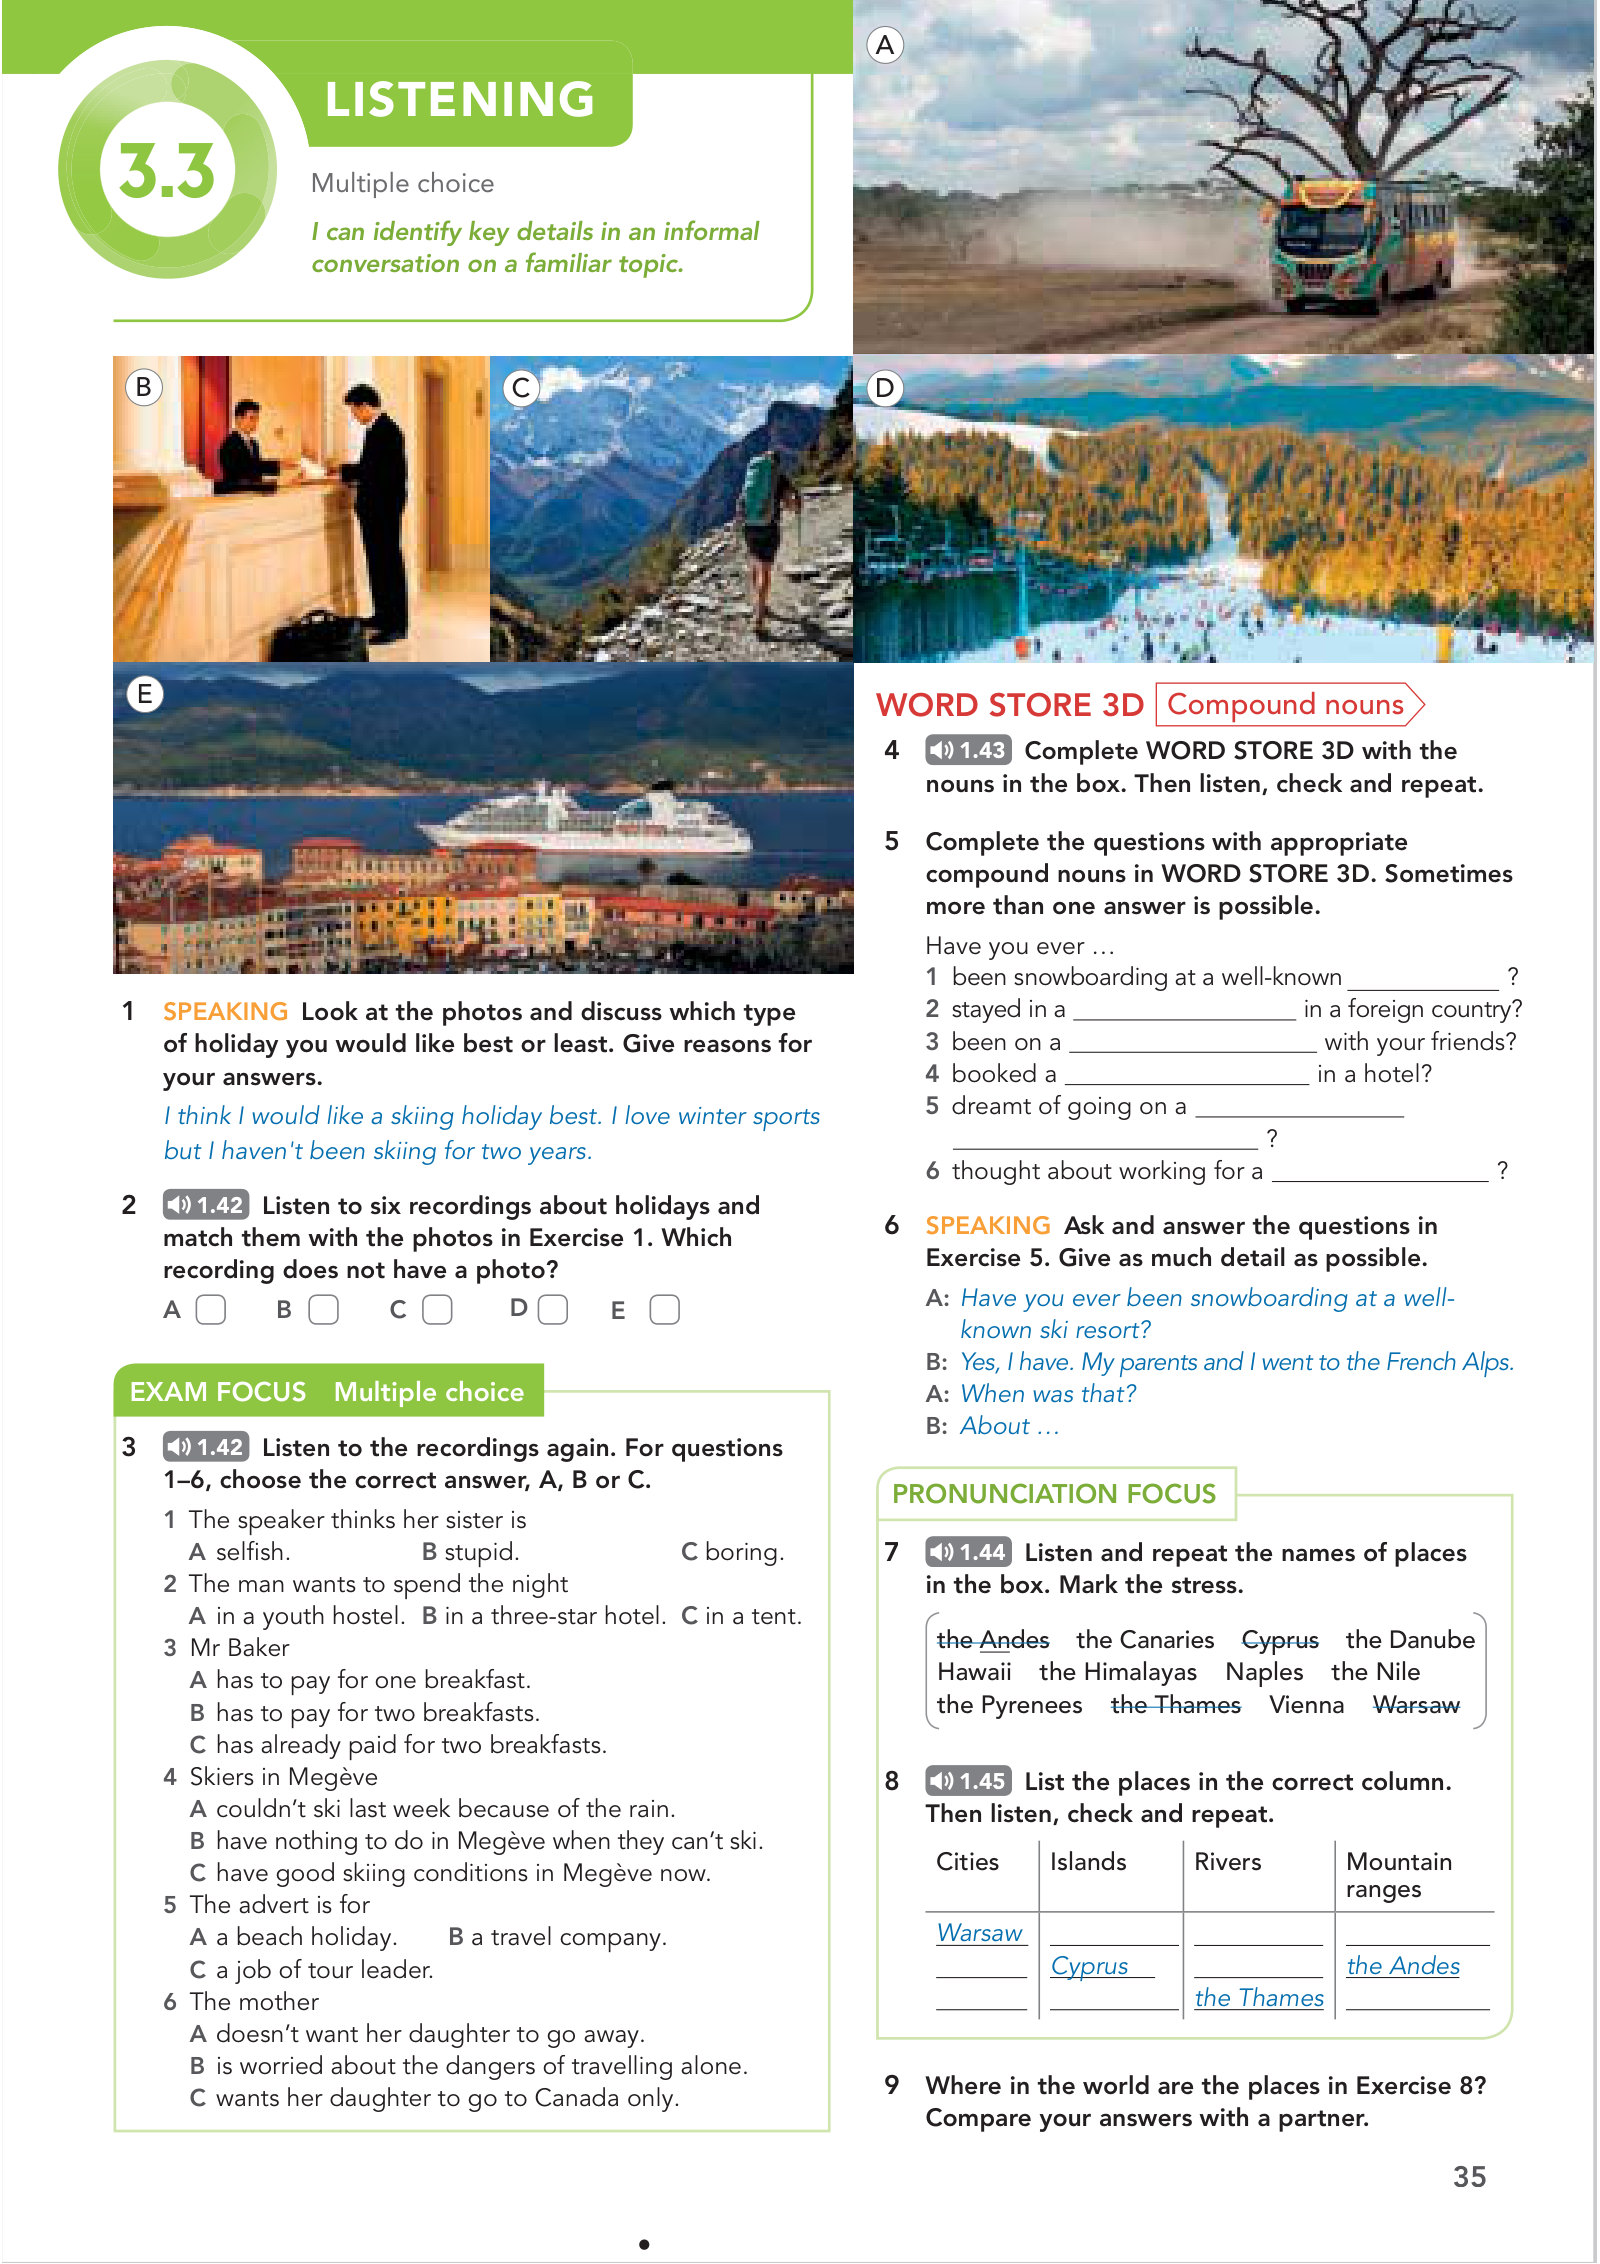 3.3
LISTENING
Multiple choice
I can identify key details in an informal
conversation on a familiar topic.
A
B
C
D
E
1 SPEAKING Look at the photos and discuss which type
of holiday you would like best or least. Give reasons for
your answers.
I think I would like a skiing holiday best. I love winter sports
but I haven't been skiing for two years.
2 1.42 Listen to six recordings about holidays and
match them with the photos in Exercise 1. Which
recording does not have a photo?
A B C D E
EXAM FOCUS Multiple choice
3 1.42 Listen to the recordings again. For questions
1–6, choose the correct answer, A, B or C.
1 The speaker thinks her sister is
A selfish. B stupid. C boring.
2 The man wants to spend the night
A in a youth hostel. B in a three-star hotel. C in a tent.
3 Mr Baker
A has to pay for one breakfast.
B has to pay for two breakfasts.
C has already paid for two breakfasts.
4 Skiers in Megève
A couldn't ski last week because of the rain.
B have nothing to do in Megève when they can't ski.
C have good skiing conditions in Megève now.
5 The advert is for
A a beach holiday. B a travel company.
C a job of tour leader.
6 The mother
A doesn't want her daughter to go away.
B is worried about the dangers of travelling alone.
C wants her daughter to go to Canada only.
WORD STORE 3D Compound nouns
4 1.43 Complete WORD STORE 3D with the
nouns in the box. Then listen, check and repeat.
5 Complete the questions with appropriate
compound nouns in WORD STORE 3D. Sometimes
more than one answer is possible.
Have you ever …
1 been snowboarding at a well-known ____________ ?
2 stayed in a ____________ in a foreign country?
3 been on a ____________ with your friends?
4 booked a ____________ in a hotel?
5 dreamt of going on a ____________
____________ ?
6 thought about working for a ____________ ?
6 SPEAKING Ask and answer the questions in
Exercise 5. Give as much detail as possible.
A: Have you ever been snowboarding at a well-
known ski resort?
B: Yes, I have. My parents and I went to the French Alps.
A: When was that?
B: About …
PRONUNCIATION FOCUS
7 1.44 Listen and repeat the names of places
in the box. Mark the stress.
the Andes the Canaries Cyprus the Danube
Hawaii the Himalayas Naples the Nile
the Pyrenees the Thames Vienna Warsaw
8 1.45 List the places in the correct column.
Then listen, check and repeat.
Cities Islands Rivers Mountain
ranges
Warsaw
Cyprus the Andes
the Thames
9 Where in the world are the places in Exercise 8?
Compare your answers with a partner.
35